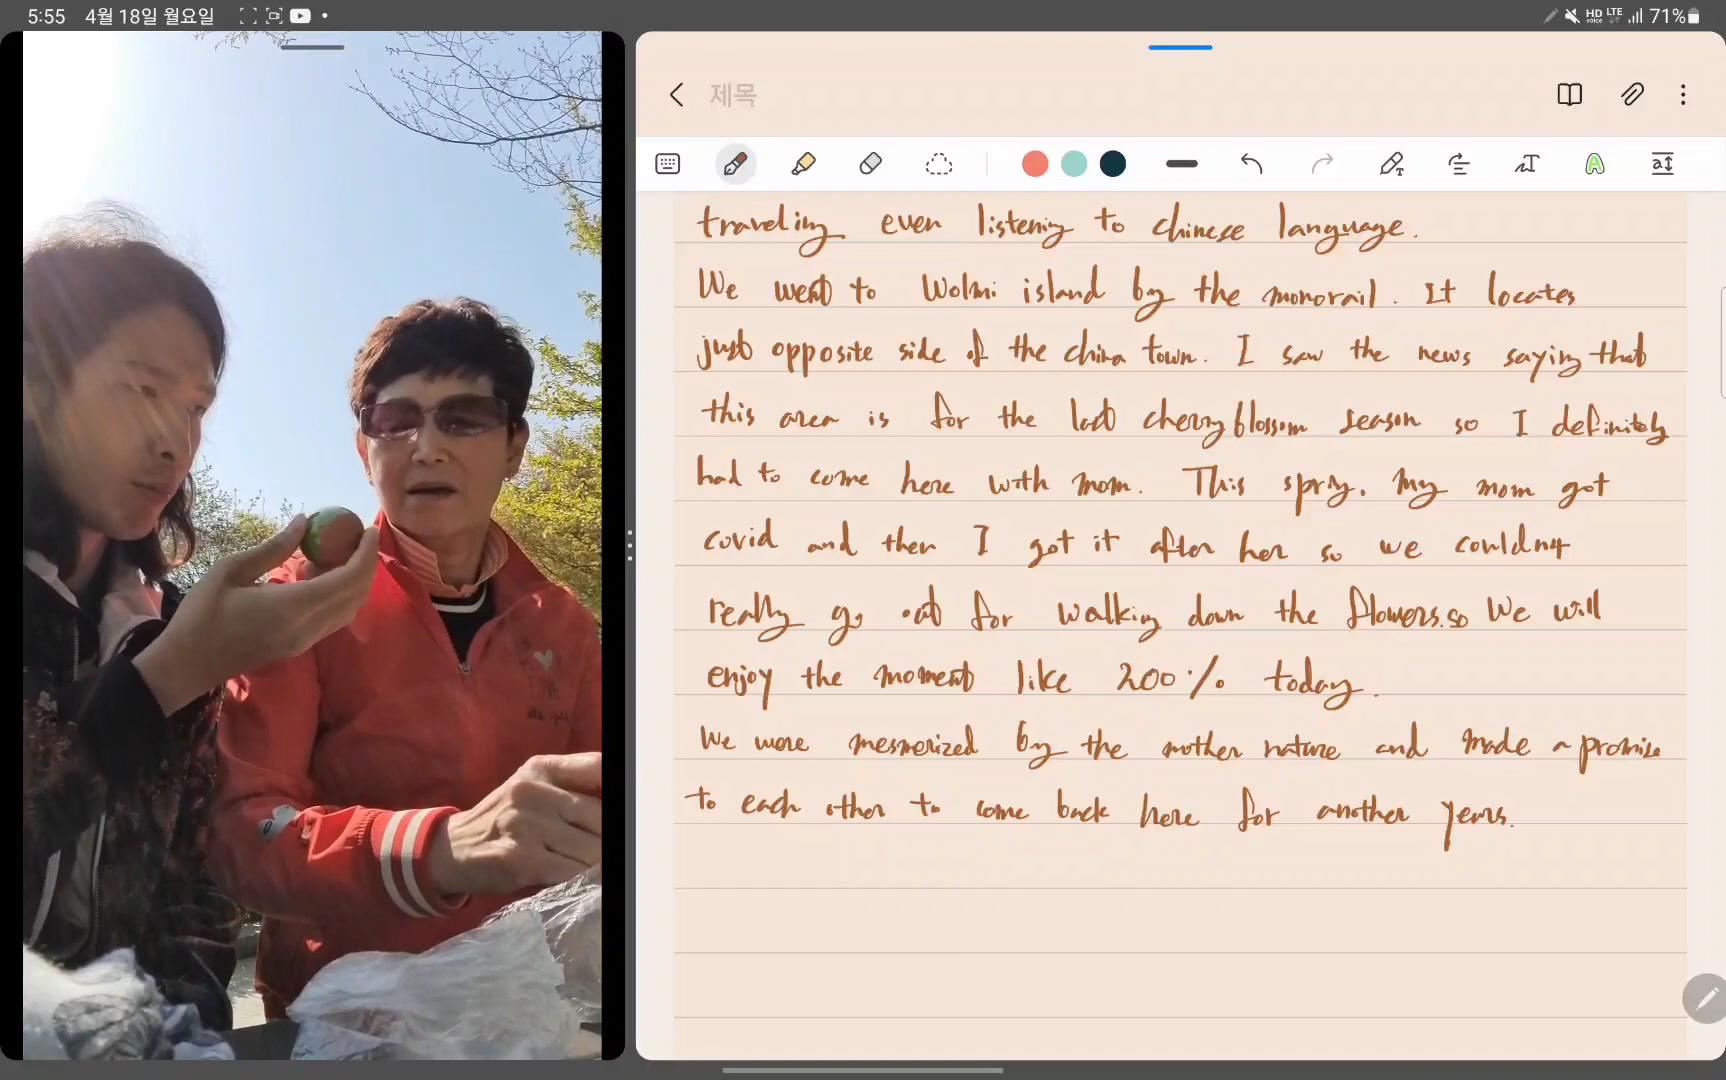 5:55 4월 18일 월요일
HD voice LTE 71%
제목
traveling even listening to chinese language.
We went to Wolmi island by the monorail. It locates
just opposite side of the china town. I saw the news saying that
this area is for the last cherry blossom season so I definitely
had to come here with mom. This spring, My mom got
covid and then I got it after her so we couldn't
really go out for walking down the flowers. so We will
enjoy the moment like 200% today.
We were mesmerized by the mother nature and made a promise
to each other to come back here for another years.